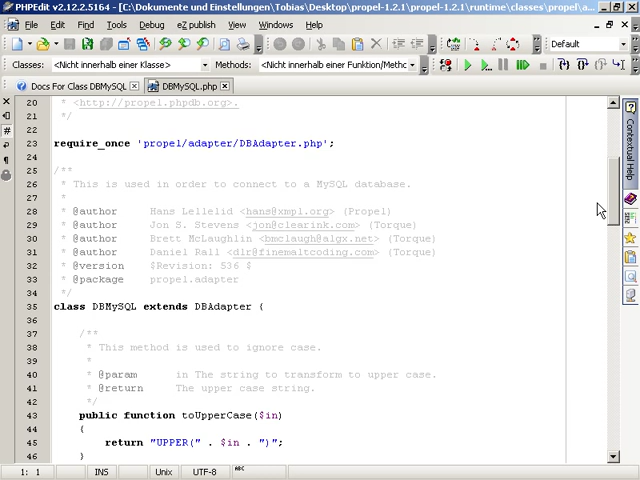 PHPEdit v2.12.2.5164 - [C:\Dokumente und Einstellungen\Tobias\Desktop\propel-1.2.1\propel-1.2.1\runtime\classes\propel\a...
File Edit Find Tools Debug eZ publish View Window Help
Default
Classes: <Nicht innerhalb einer Klasse> Methods: <Nicht innerhalb einer Funktion/Metho
Docs For Class DBMySQL DBMySQL.php
20 * <http://propel.phpdb.org>.
21 */
22
23 require_once 'propel/adapter/DBAdapter.php';
24
25 /**
26 * This is used in order to connect to a MySQL database.
27 *
28 * @author Hans Lellelid <hans@xmpl.org> (Propel)
29 * @author Jon S. Stevens <jon@clearink.com> (Torque)
30 * @author Brett McLaughlin <bmclaugh@algx.net> (Torque)
31 * @author Daniel Rall <dlr@finemaltcoding.com> (Torque)
32 * @version $Revision: 536 $
33 * @package propel.adapter
34 */
35 class DBMySQL extends DBAdapter {
36
37 /**
38 * This method is used to ignore case.
39 *
40 * @param in The string to transform to upper case.
41 * @return The upper case string.
42 */
43 public function toUpperCase($in)
44 {
45 return "UPPER(" . $in . ")";
46 }
Contextual Help
1: 1 INS Unix UTF-8 ABC